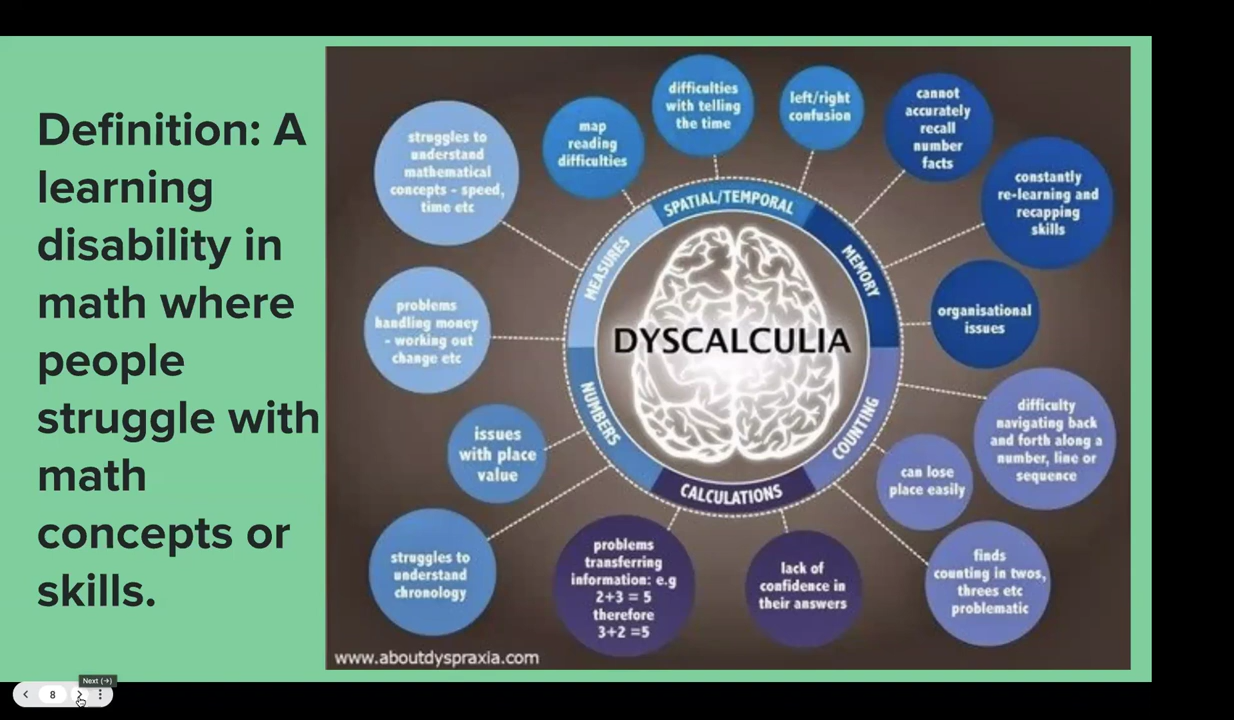 Definition: A
learning
disability in
math where
people
struggle with
math
concepts or
skills.
struggles to
understand
mathematical
concepts - speed,
time etc
map
reading
difficulties
difficulties
with telling
the time
left/right
confusion
cannot
accurately
recall
number
facts
constantly
re-learning and
recapping
skills
organisational
issues
difficulty
navigating back
and forth along a
number, line or
sequence
can lose
place easily
finds
counting in twos,
threes etc
problematic
lack of
confidence in
their answers
problems
transferring
information: e.g
2+3 = 5
therefore
3+2 =5
struggles to
understand
chronology
issues
with place
value
problems
handling money
- working out
change etc
MEASURES
SPATIAL/TEMPORAL
MEMORY
COUNTING
CALCULATIONS
NUMBERS
DYSCALCULIA
www.aboutdyspraxia.com
Next (→)
8